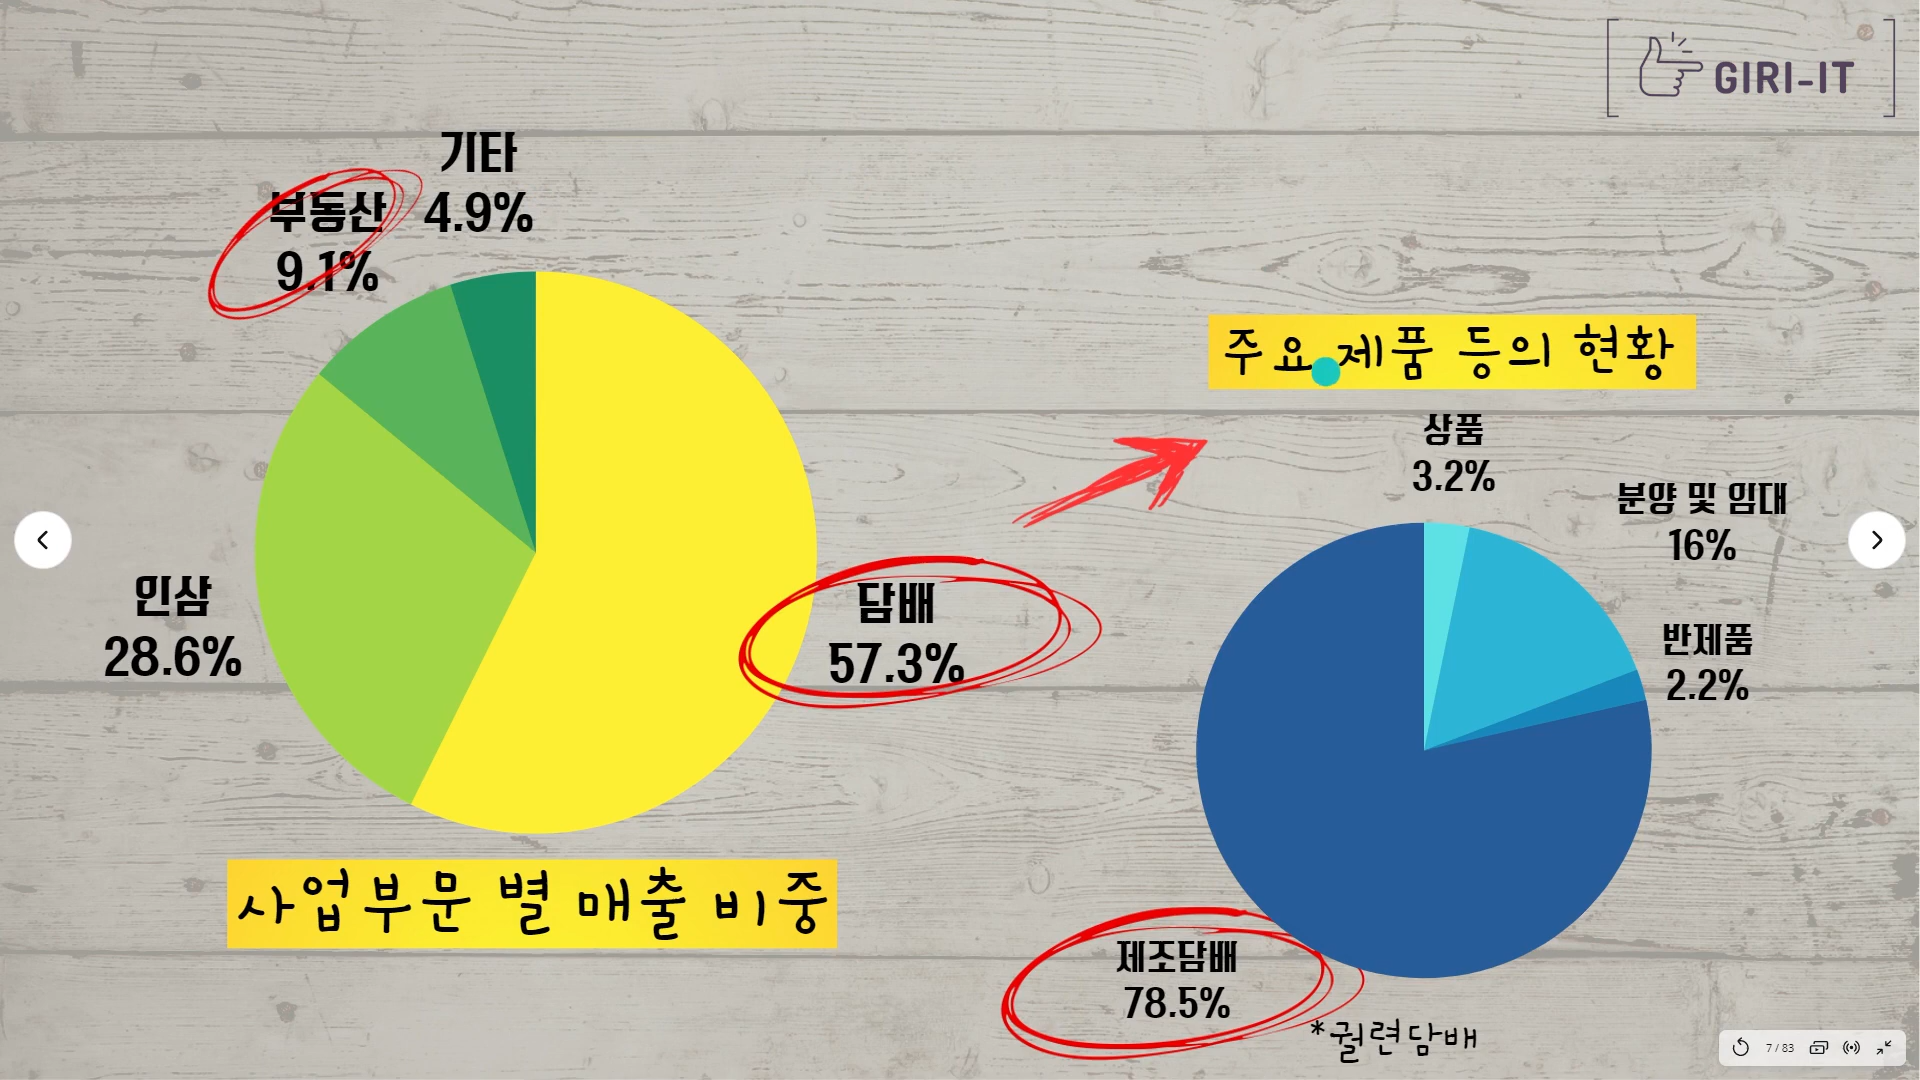 GIRI-IT
기타
4.9%
부동산
9.1%
인삼
28.6%
담배
57.3%
사업부문 별 매출 비중
주요 제품 등의 현황
상품
3.2%
분양 및 임대
16%
반제품
2.2%
제조담배
78.5%
*궐련담배
7 / 83